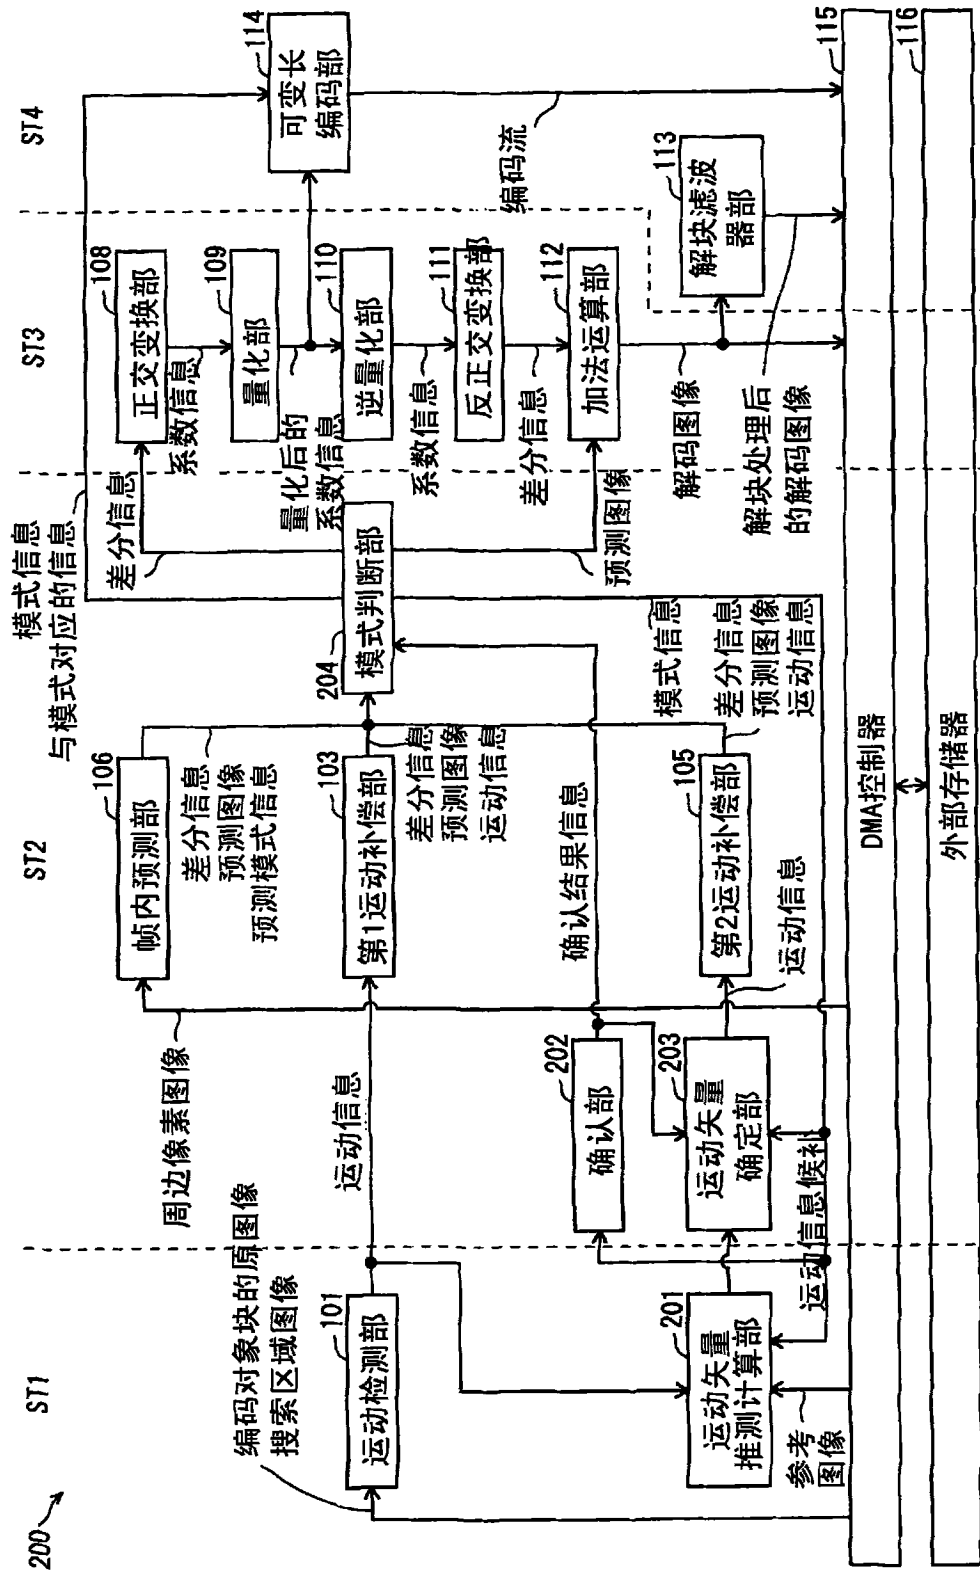 200
ST1
ST2
ST3
ST4
编码对象块的原图像
搜索区域图像
101
运动检测部
201
运动矢量
推测计算部
参考
图像
周边像素图像
运动信息
202
确认部
203
运动矢量
确定部
运动信息候补
106
帧内预测部
差分信息
预测图像
预测模式信息
103
第1运动补偿部
差分信息
预测图像
运动信息
确认结果信息
105
第2运动补偿部
运动信息
模式信息
与模式对应的信息
204
模式判断部
模式信息
差分信息
预测图像
运动信息
差分信息
预测图像
108
正交变换部
系数信息
109
量化部
量化后的
系数信息
110
逆量化部
系数信息
111
反正交变换部
差分信息
112
加法运算部
解码图像
解块处理后
的解码图像
113
解块滤波
器部
114
可变长
编码部
编码流
115
DMA控制器
116
外部存储器